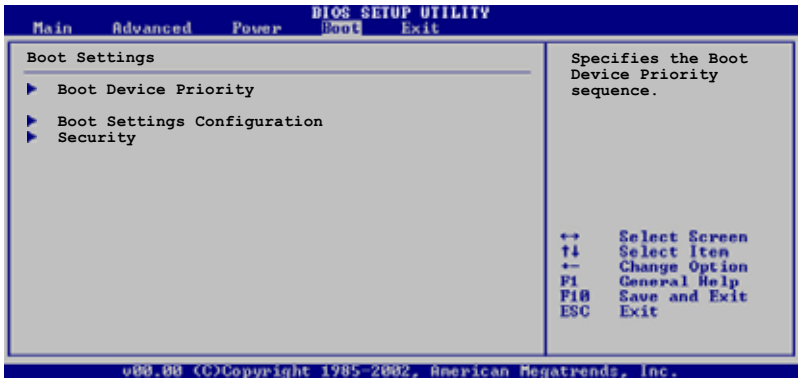 BIOS SETUP UTILITY
Main Advanced Power Boot Exit
Boot Settings
Boot Device Priority
Boot Settings Configuration
Security
Specifies the Boot
Device Priority
sequence.
↔ Select Screen
↑↓ Select Item
+- Change Option
F1 General Help
F10 Save and Exit
ESC Exit
v00.00 (C)Copyright 1985-2002, American Megatrends, Inc.